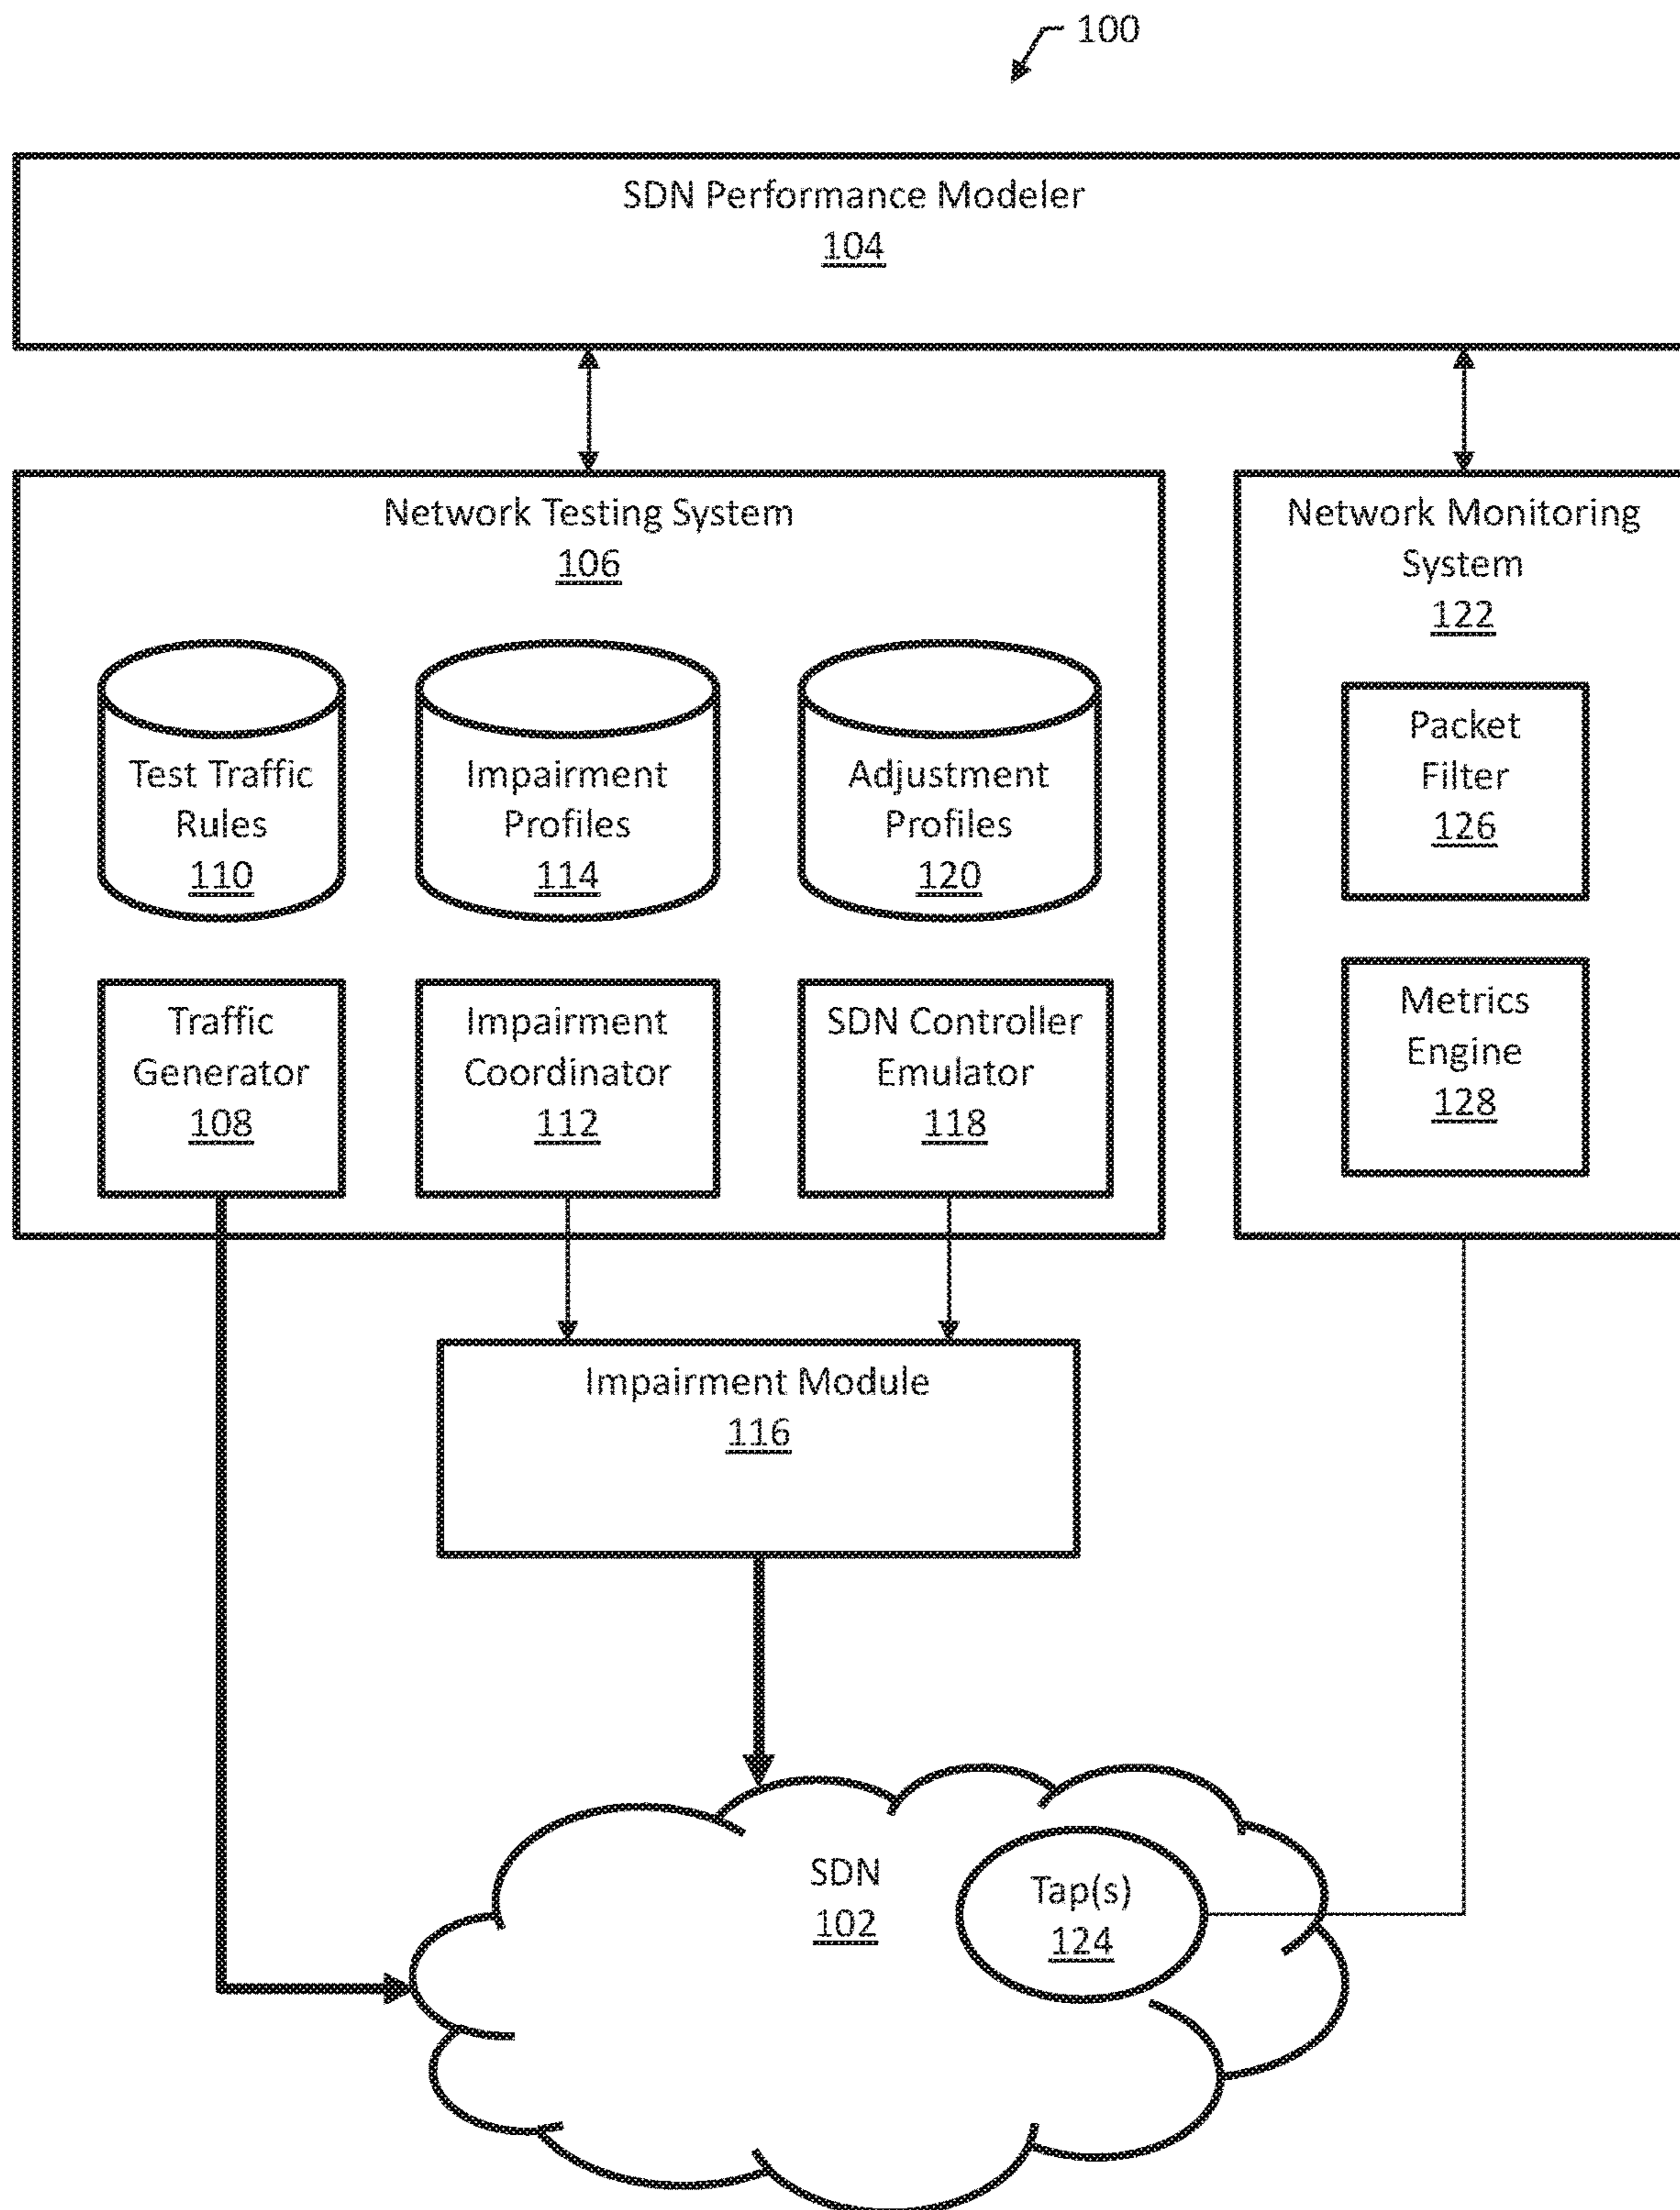 100
SDN Performance Modeler
104
Network Testing System
106
Test Traffic
Rules
110
Impairment
Profiles
114
Adjustment
Profiles
120
Traffic
Generator
108
Impairment
Coordinator
112
SDN Controller
Emulator
118
Network Monitoring
System
122
Packet
Filter
126
Metrics
Engine
128
Impairment Module
116
SDN
102
Tap(s)
124